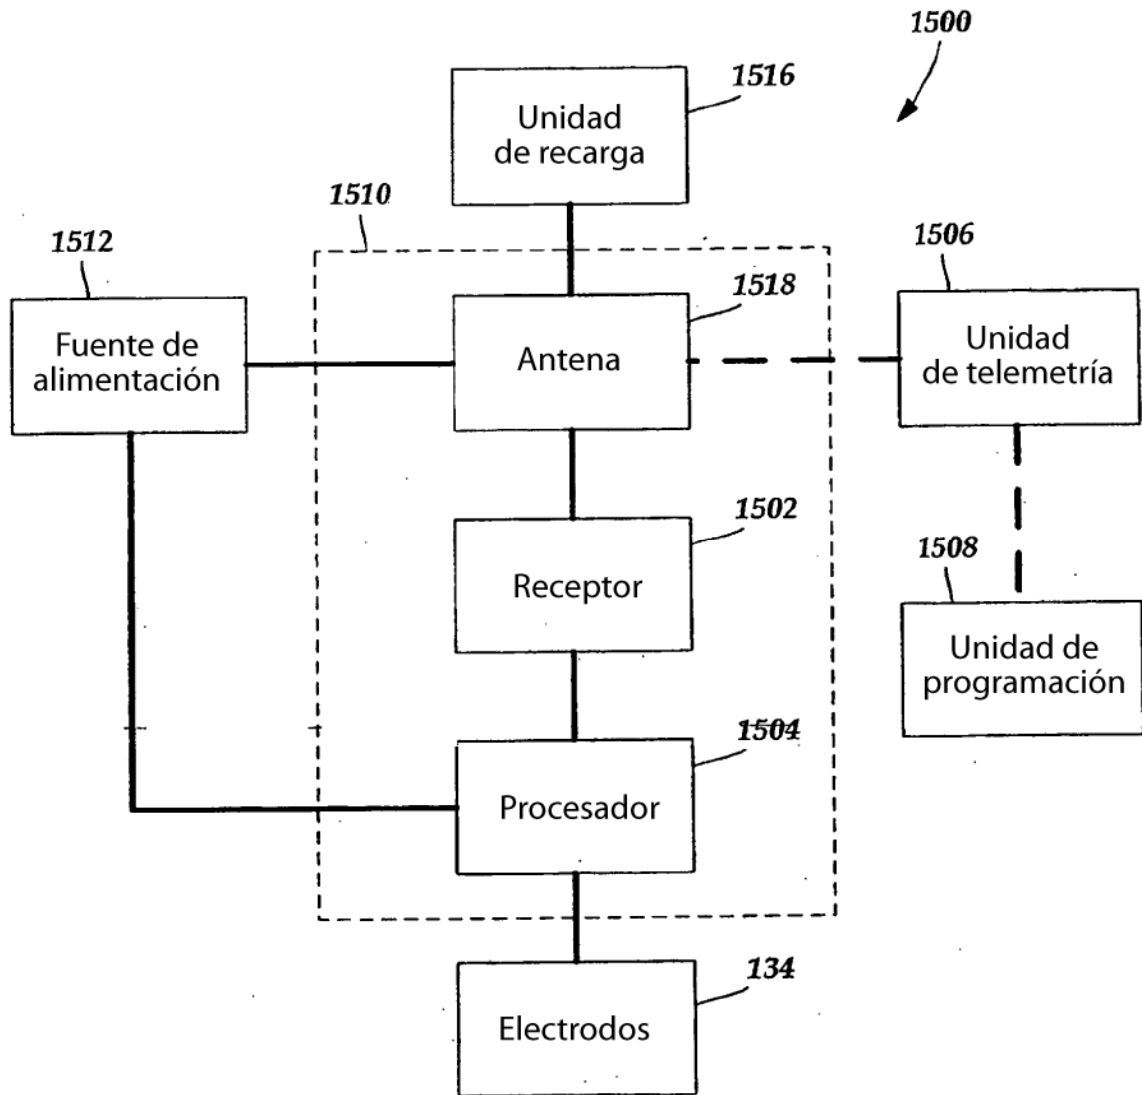 1500
1516
Unidad
de recarga
1510
1512
Fuente de
alimentación
1518
Antena
1506
Unidad
de telemetría
1502
Receptor
1508
Unidad de
programación
1504
Procesador
134
Electrodos